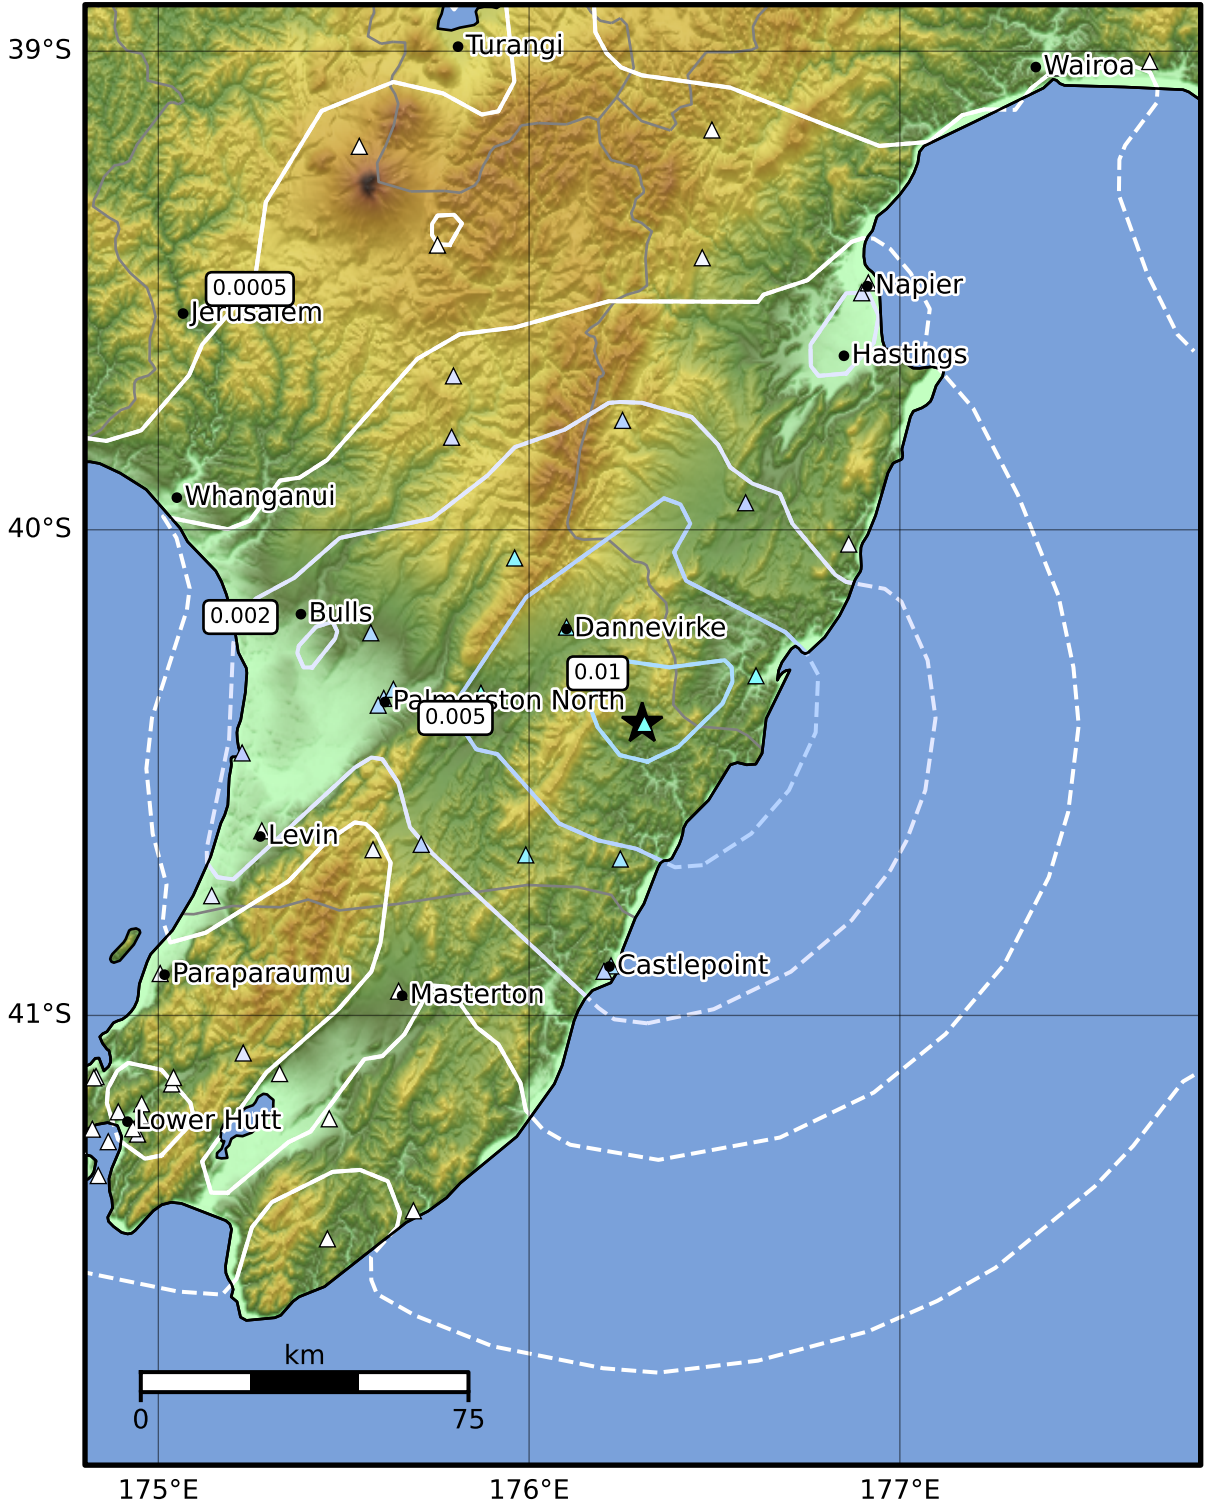 Turangi
39°S
Wairoa
Napier
0.0005
Jerusalem
Hastings
Whanganui
40°S
Bulls
0.002
Dannevirke
0.01
Palmerston North
0.005
Levin
Castlepoint
Paraparaumu
Masterton
41°S
Lower Hutt
km
0 75
175°E 176°E 177°E